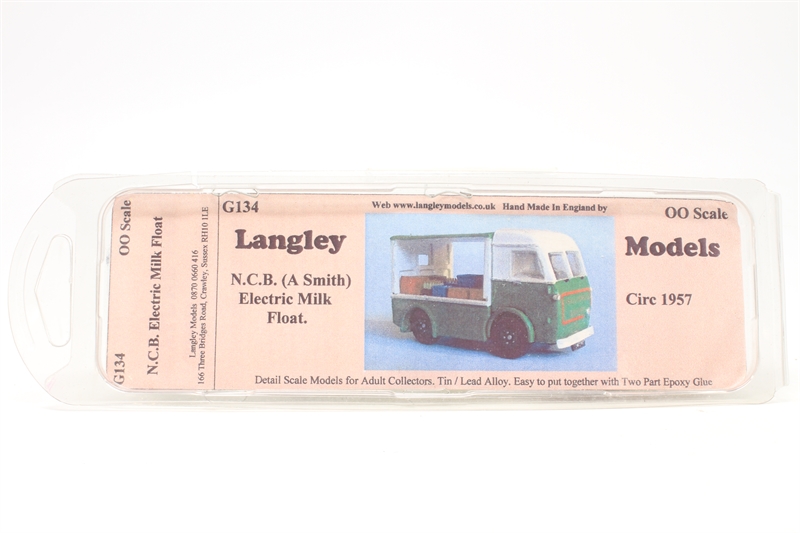 OO Scale
G134
N.C.B. Electric Milk Float
Langley Models 0870 0660 416
166 Three Bridges Road, Crawley, Sussex RH10 1LE
G134
Web www.langleymodels.co.uk Hand Made In England by
OO Scale
Langley
Models
N.C.B. (A Smith)
Electric Milk
Float.
Circ 1957
Detail Scale Models for Adult Collectors. Tin / Lead Alloy. Easy to put together with Two Part Epoxy Glue